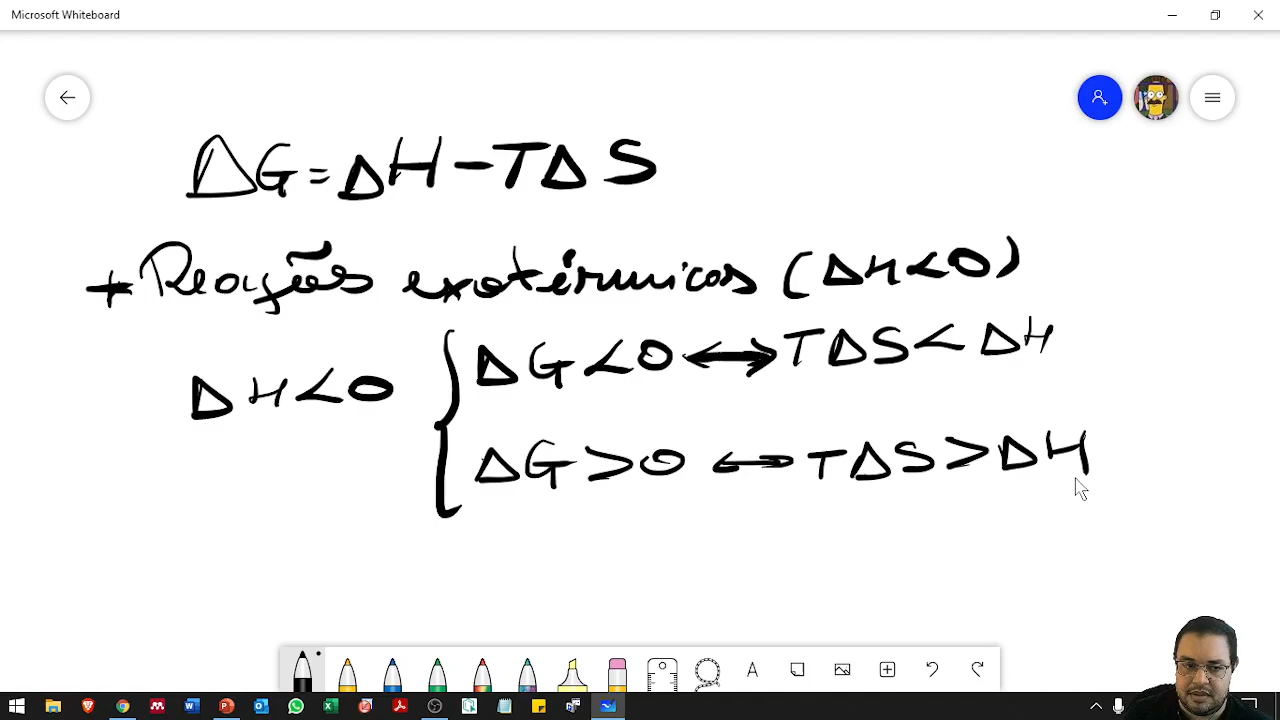 Microsoft Whiteboard
ΔG=ΔH-TΔS
+Reações exotérmicas (ΔH<0)
ΔG<0↔TΔS<ΔH
ΔH<0
ΔG>0 ↔ TΔS>ΔH